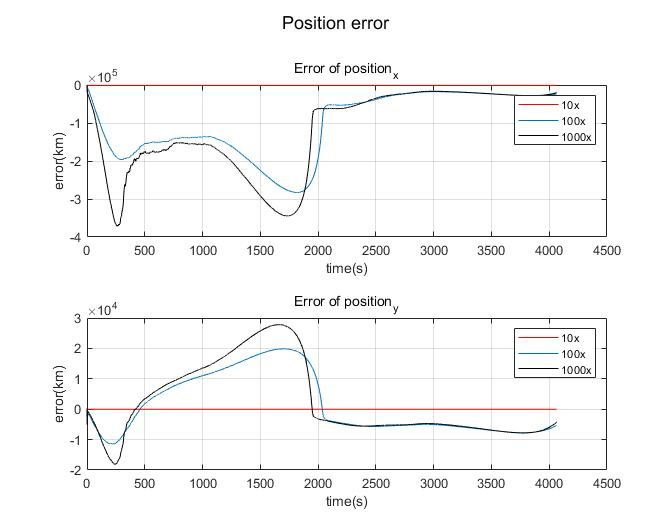 Position error
Error of position_x
×10^5
0
-1
-2
-3
-4
error(km)
10x
100x
1000x
0 500 1000 1500 2000 2500 3000 3500 4000 4500
time(s)
Error of position_y
×10^4
3
2
1
0
-1
-2
error(km)
10x
100x
1000x
0 500 1000 1500 2000 2500 3000 3500 4000 4500
time(s)